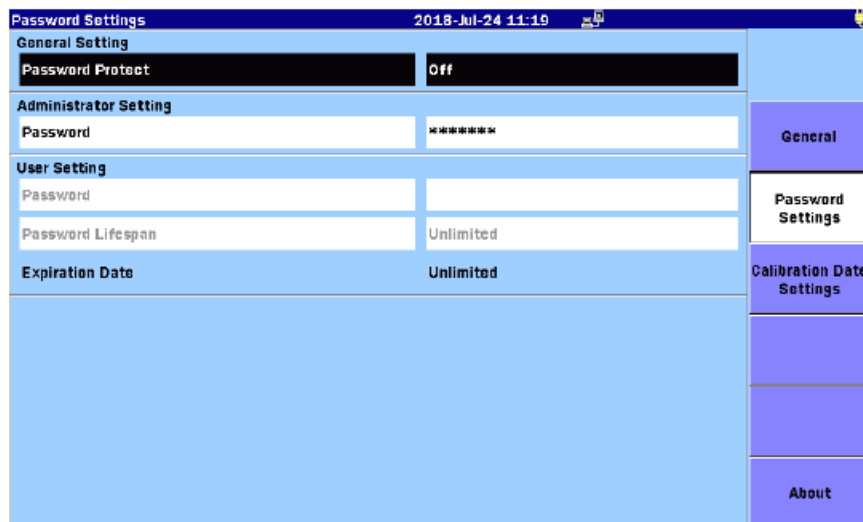 Password Settings 2018-Jul-24 11:19
General Setting
Password Protect Off
Administrator Setting
Password *******
User Setting
Password
Password Lifespan Unlimited
Expiration Date Unlimited
General
Password
Settings
Calibration Date
Settings
About